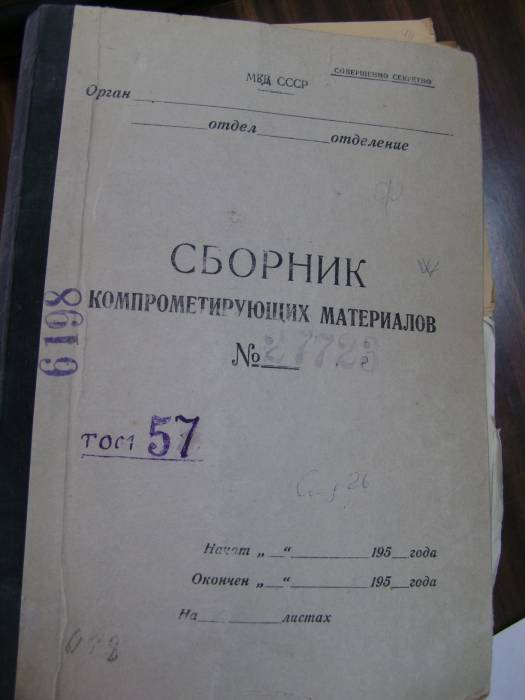 СОВЕРШЕННО СЕКРЕТНО
МВД СССР
Орган
отдел отделение
СБОРНИК
КОМПРОМЕТИРУЮЩИХ МАТЕРИАЛОВ
№ 27723
6198
57
Начат „ “ 195 года
Окончен „ “ 195 года
На листах